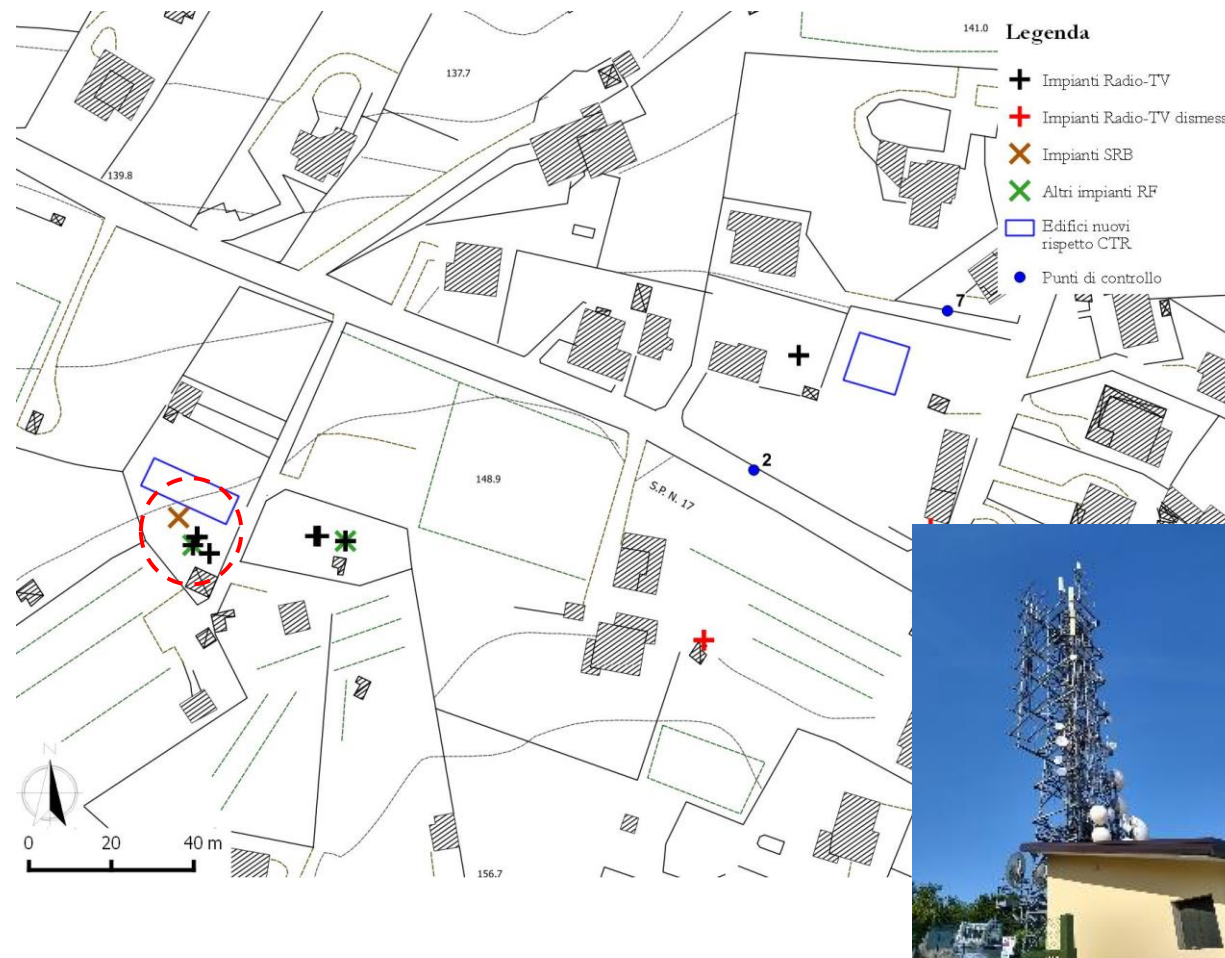 141.0
Legenda
137.7
Impianti Radio-TV
Impianti Radio-TV dismess
Impianti SRB
139.8
Altri impianti RF
Edifici nuovi
rispetto CTR
Punti di controllo
7
2
148.9
S.P. N. 17
N
0 20 40 m
156.7